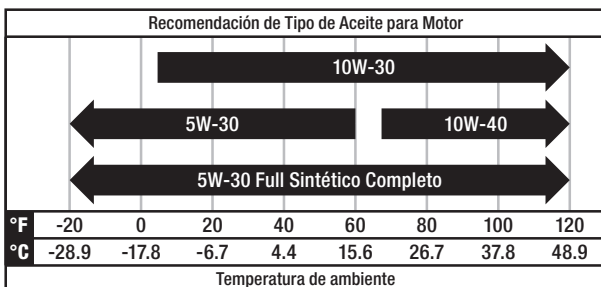 Recomendación de Tipo de Aceite para Motor
10W-30
5W-30 10W-40
5W-30 Full Sintético Completo
°F -20 0 20 40 60 80 100 120
°C -28.9 -17.8 -6.7 4.4 15.6 26.7 37.8 48.9
Temperatura de ambiente